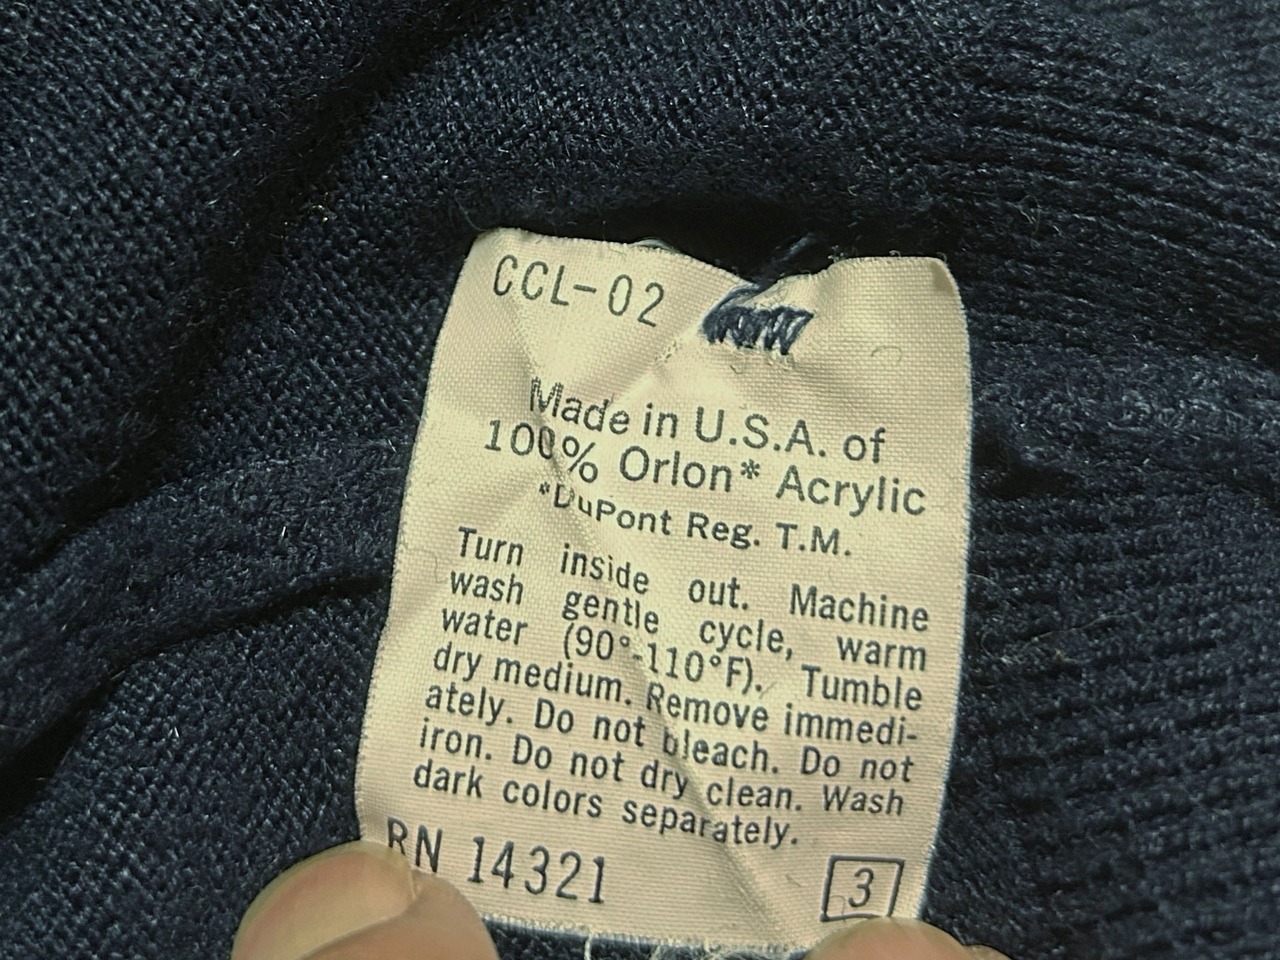 CCL-02
Made in U.S.A. of
100% Orlon* Acrylic
*DuPont Reg. T.M.
Turn inside out. Machine
wash gentle cycle, warm
water (90°-110°F). Tumble
dry medium. Remove immedi-
ately. Do not bleach. Do not
iron. Do not dry clean. Wash
dark colors separately.
RN 14321
3